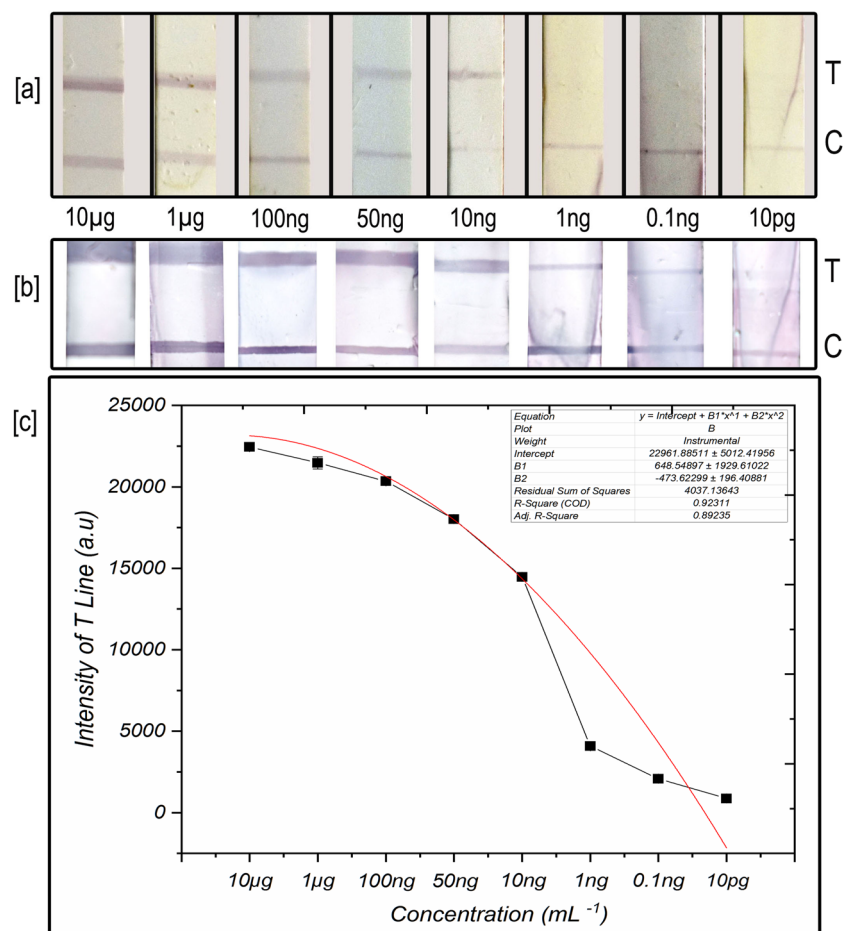 [a]
T
C
10µg 1µg 100ng 50ng 10ng 1ng 0.1ng 10pg
[b]
T
C
[c]
Equation y = Intercept + B1*x^1 + B2*x^2
Plot B
Weight Instrumental
Intercept 22961.88511 ± 5012.41956
B1 648.54897 ± 1929.61022
B2 -473.62299 ± 196.40881
Residual Sum of Squares 4037.13643
R-Square (COD) 0.92311
Adj. R-Square 0.89235
25000
20000
15000
10000
5000
0
Intensity of T Line (a.u)
10µg 1µg 100ng 50ng 10ng 1ng 0.1ng 10pg
Concentration (mL -1)